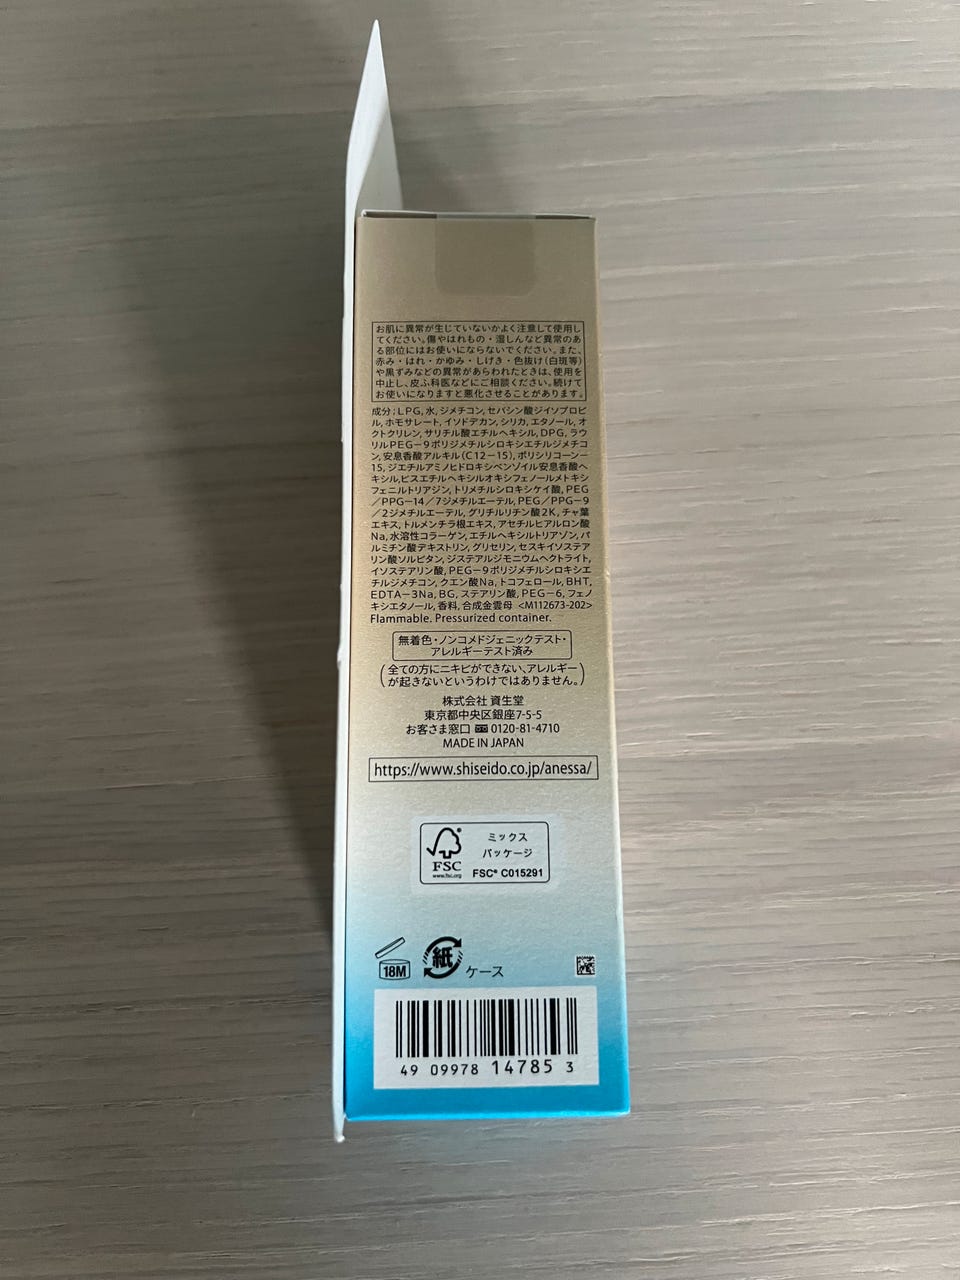 お肌に異常が生じていないかよく注意して使用し
てください。傷やはれもの・湿しんなど異常のあ
る部位にはお使いにならないでください。また、
赤み・はれ・かゆみ・しげき・色抜け(白斑等)
や黒ずみなどの異常があらわれたときは、使用を
中止し、皮ふ科医などにご相談ください。続けて
お使いになりますと悪化させることがあります。
成分;LPG, 水, ジメチコン, セバシン酸ジイソプロピ
ル, ホモサレート, イソドデカン, シリカ, エタノール, オ
クトクリレン, サリチル酸エチルヘキシル, DPG, ラウ
リルPEG-9ポリジメチルシロキシエチルジメチコ
ン, 安息香酸アルキル(C12-15), ポリシリコーン-
15, ジエチルアミノヒドロキシベンゾイル安息香酸ヘ
キシル, ビスエチルヘキシルオキシフェノールメトキシ
フェニルトリアジン, トリメチルシロキシケイ酸, PEG
/PPG-14/7ジメチルエーテル, PEG/PPG-9
/2ジメチルエーテル, グリチルリチン酸2K, チャ葉
エキス, トルメンチラ根エキス, アセチルヒアルロン酸
Na, 水溶性コラーゲン, エチルヘキシルトリアゾン, パ
ルミチン酸デキストリン, グリセリン, セスキイソステア
リン酸ソルビタン, ジステアルジモニウムヘクトライト,
イソステアリン酸, PEG-9ポリジメチルシロキシエ
チルジメチコン, クエン酸Na, トコフェロール, BHT,
EDTA-3Na, BG, ステアリン酸, PEG-6, フェノ
キシエタノール, 香料, 合成金雲母 <M112673-202>
Flammable. Pressurized container.
無着色・ノンコメドジェニックテスト・
アレルギーテスト済み
(全ての方にニキビができない、アレルギー
が起きないというわけではありません。)
株式会社 資生堂
東京都中央区銀座7-5-5
お客さま窓口 0120-81-4710
MADE IN JAPAN
https://www.shiseido.co.jp/anessa/
ミックス
パッケージ
FSC
www.fsc.org
FSC® C015291
18M
紙
ケース
49 09978 14785 3